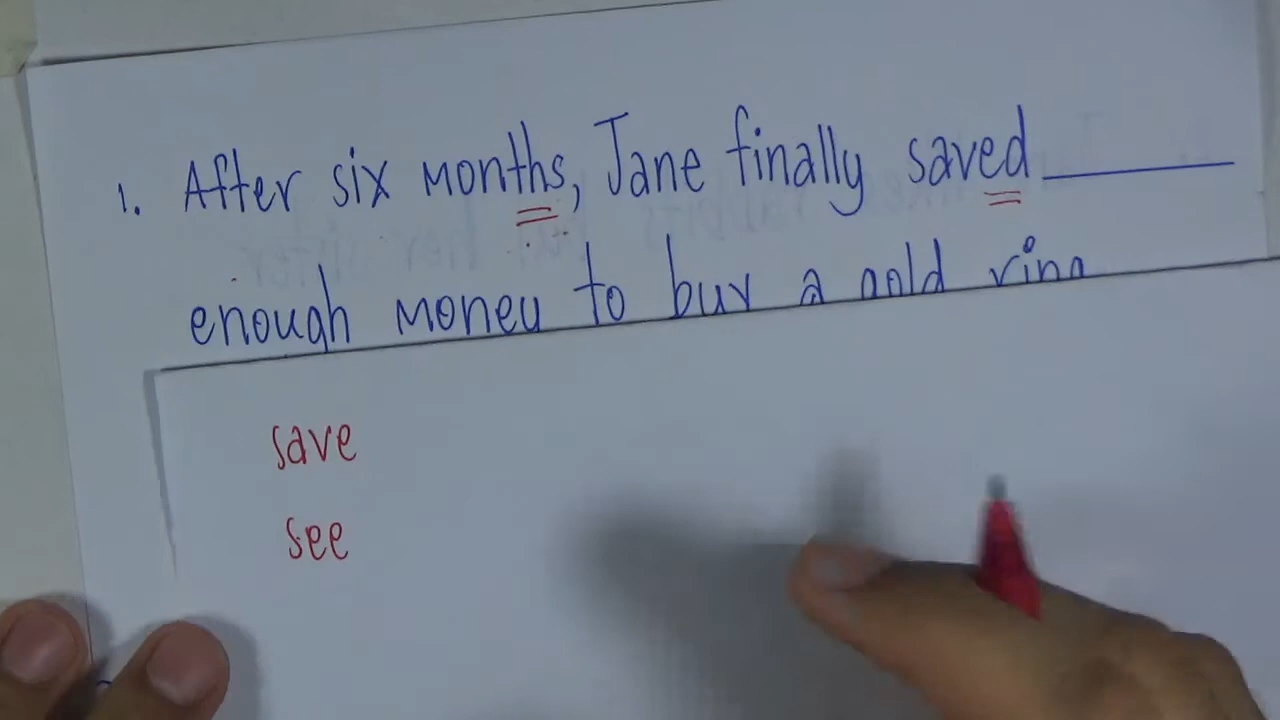 1. After six months, Jane finally saved ______
enough money to buy a gold ring
save
see